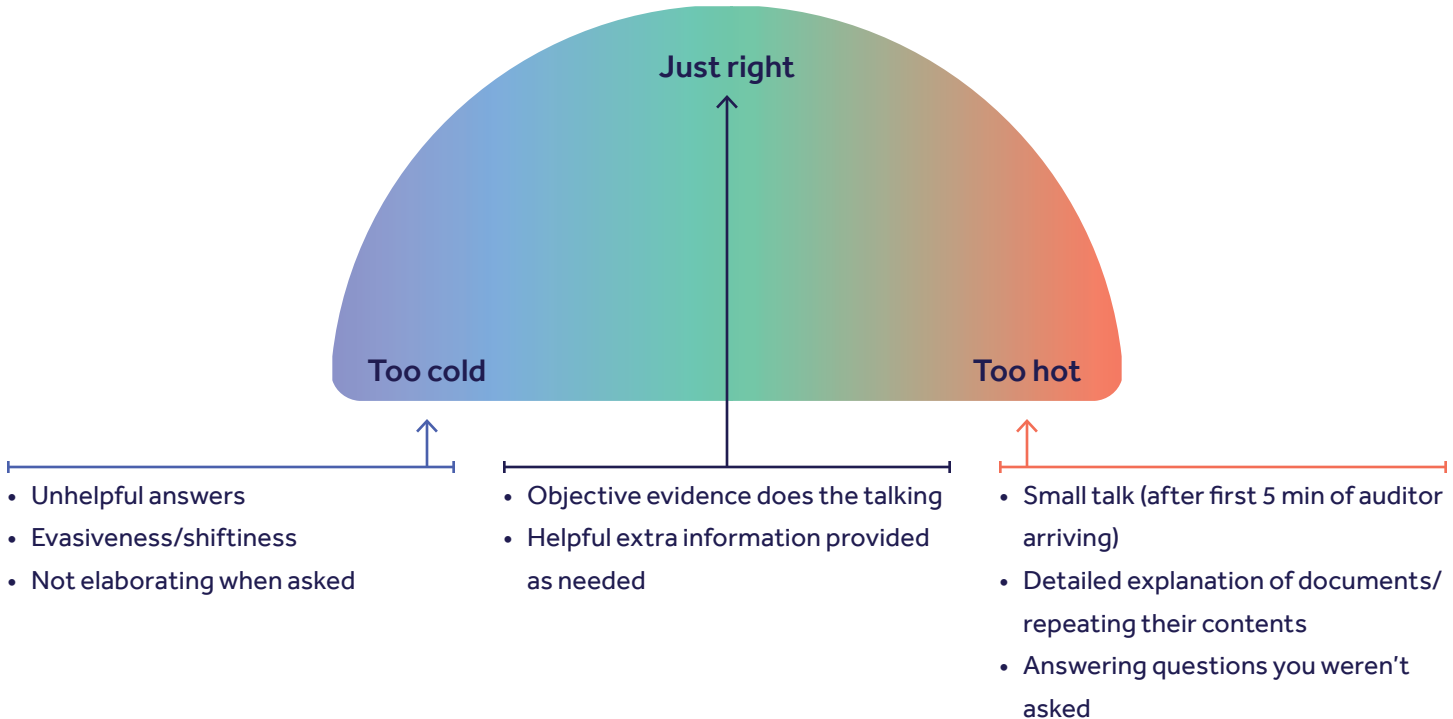 Just right
Too cold
Too hot
• Unhelpful answers
• Evasiveness/shiftiness
• Not elaborating when asked
• Objective evidence does the talking
• Helpful extra information provided
as needed
• Small talk (after first 5 min of auditor
arriving)
• Detailed explanation of documents/
repeating their contents
• Answering questions you weren’t
asked